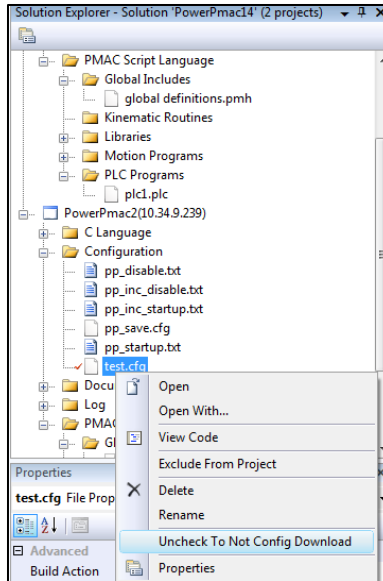 Solution Explorer - Solution 'PowerPmac14' (2 projects)
PMAC Script Language
Global Includes
global definitions.pmh
Kinematic Routines
Libraries
Motion Programs
PLC Programs
plc1.plc
PowerPmac2(10.34.9.239)
C Language
Configuration
pp_disable.txt
pp_inc_disable.txt
pp_inc_startup.txt
pp_save.cfg
pp_startup.txt
test.cfg
Docu
Log
PMA
Gl
Open
Open With...
View Code
Exclude From Project
Delete
Rename
Uncheck To Not Config Download
Properties
Properties
test.cfg File Prop
Advanced
Build Action